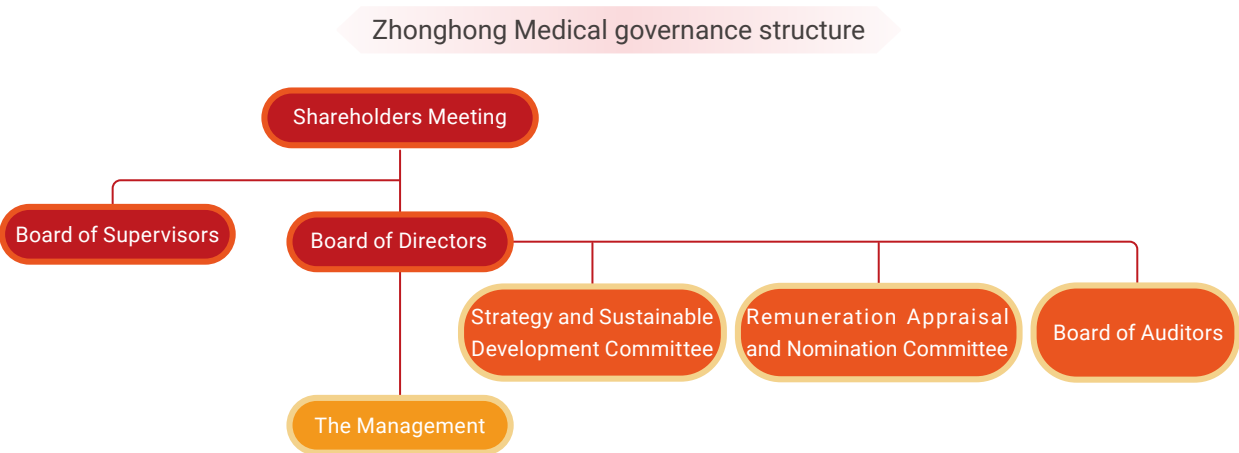 Zhonghong Medical governance structure
Shareholders Meeting
Board of Supervisors
Board of Directors
Strategy and Sustainable
Development Committee
Remuneration Appraisal
and Nomination Committee
Board of Auditors
The Management